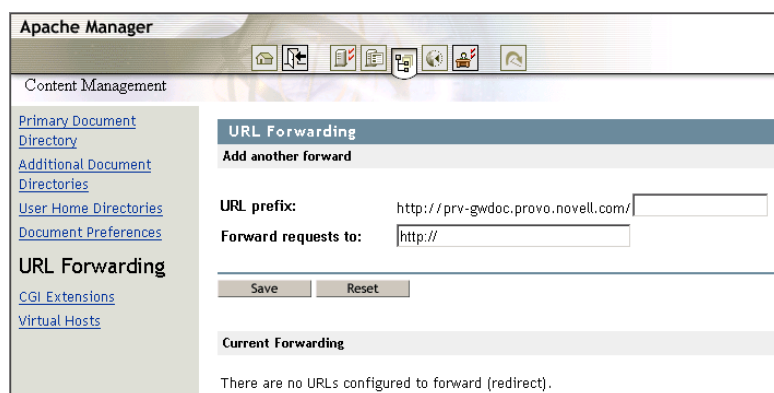 Apache Manager
Content Management
Primary Document
Directory
Additional Document
Directories
User Home Directories
Document Preferences
URL Forwarding
CGI Extensions
Virtual Hosts
URL Forwarding
Add another forward
URL prefix: http://prv-gwdoc.provo.novell.com/
Forward requests to: http://
Save Reset
Current Forwarding
There are no URLs configured to forward (redirect).